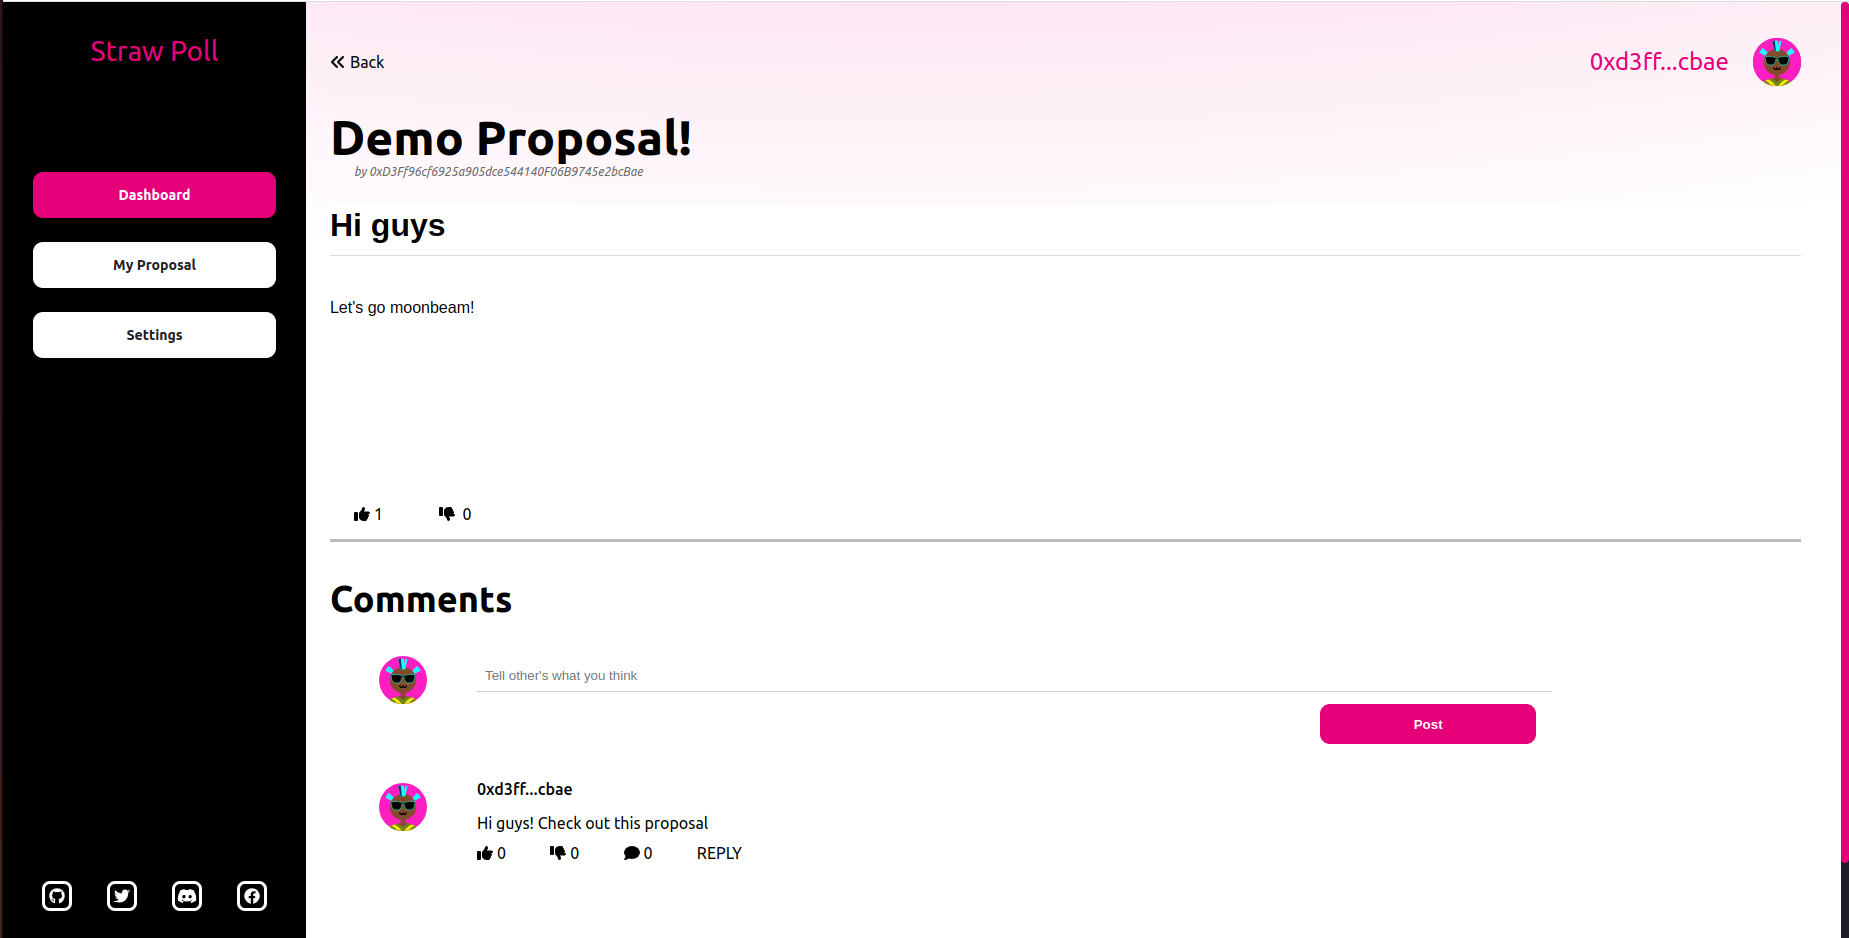 Straw Poll
Dashboard
My Proposal
Settings
Back
0xd3ff...cbae
Demo Proposal!
by 0xD3Ff96cf6925a905dce544140F06B9745e2bcBae
Hi guys
Let's go moonbeam!
1 0
Comments
Tell other's what you think
Post
0xd3ff...cbae
Hi guys! Check out this proposal
0 0 0 REPLY